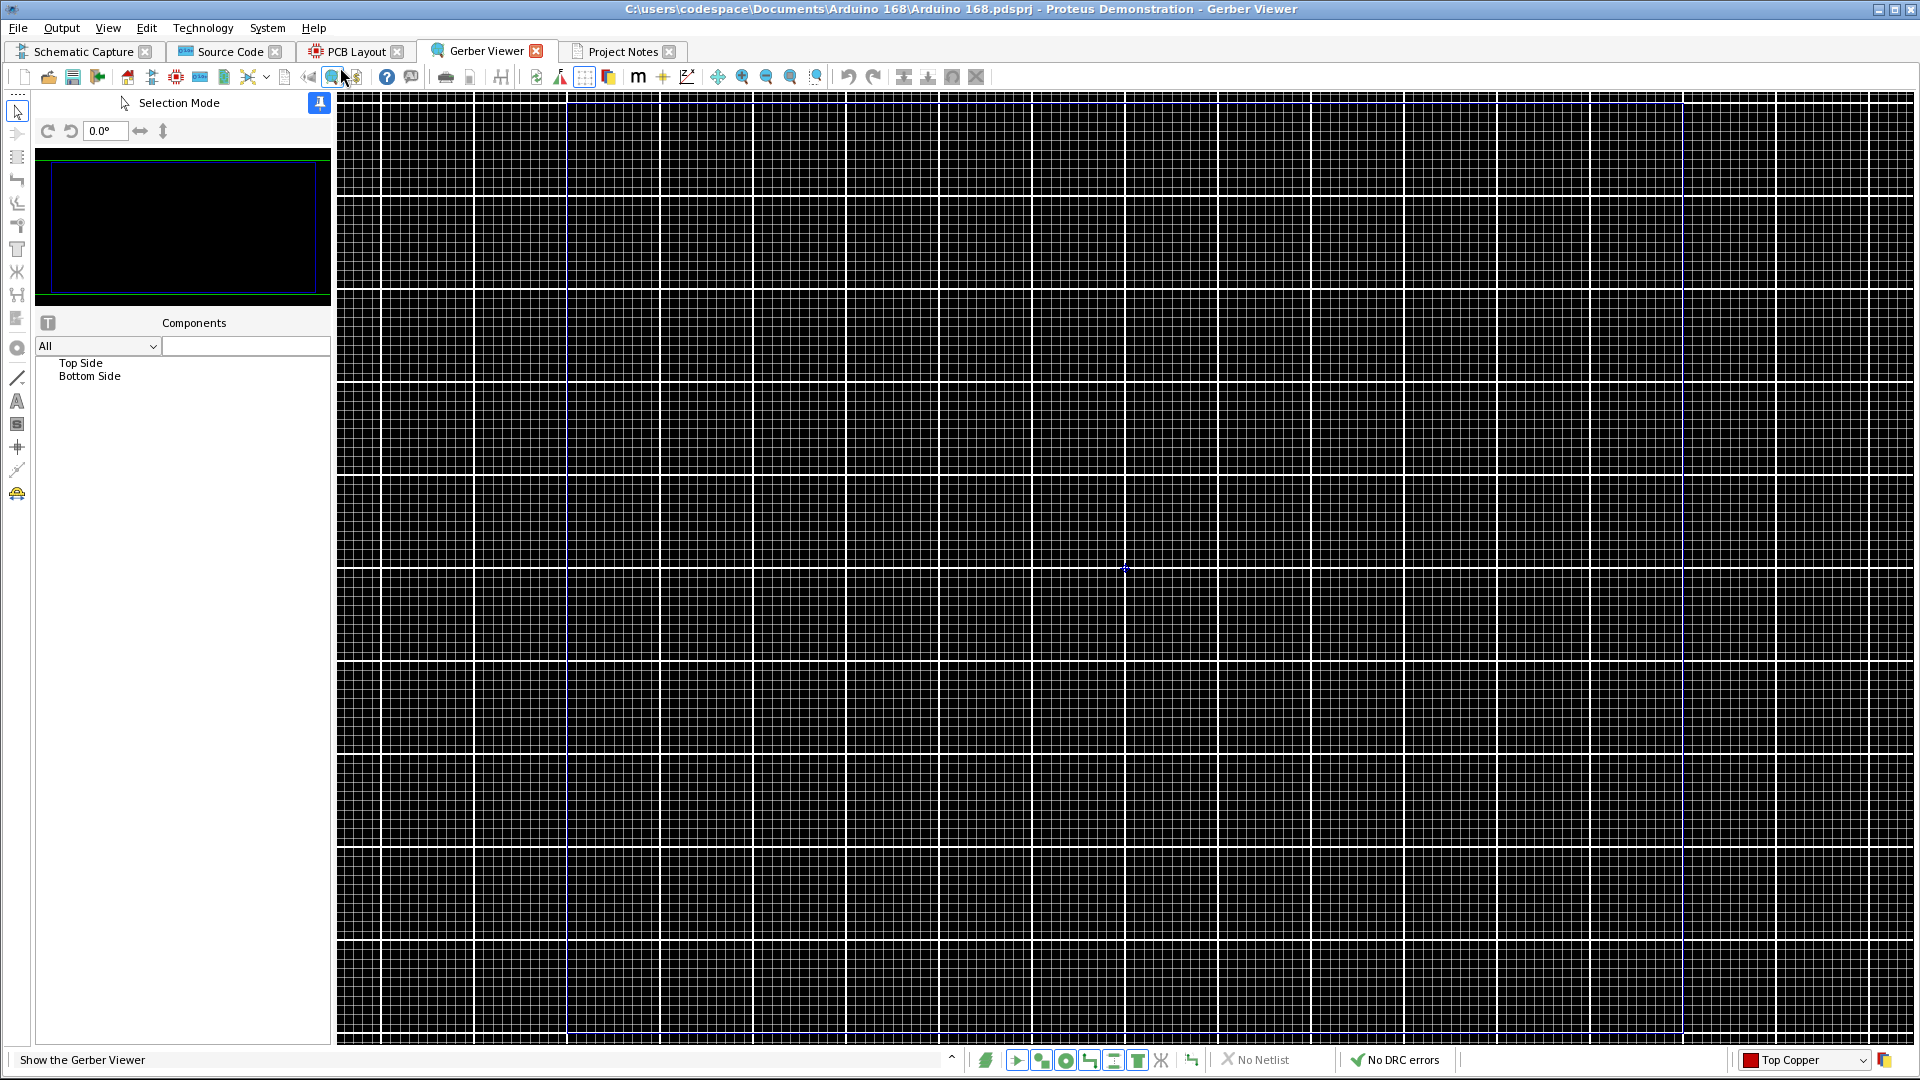 C:\users\codespace\Documents\Arduino 168\Arduino 168.pdsprj - Proteus Demonstration - Gerber Viewer
File Output View Edit Technology System Help
Schematic Capture Source Code PCB Layout Gerber Viewer Project Notes
Selection Mode
0.0°
Components
All
Top Side
Bottom Side
Show the Gerber Viewer
No Netlist
No DRC errors
Top Copper